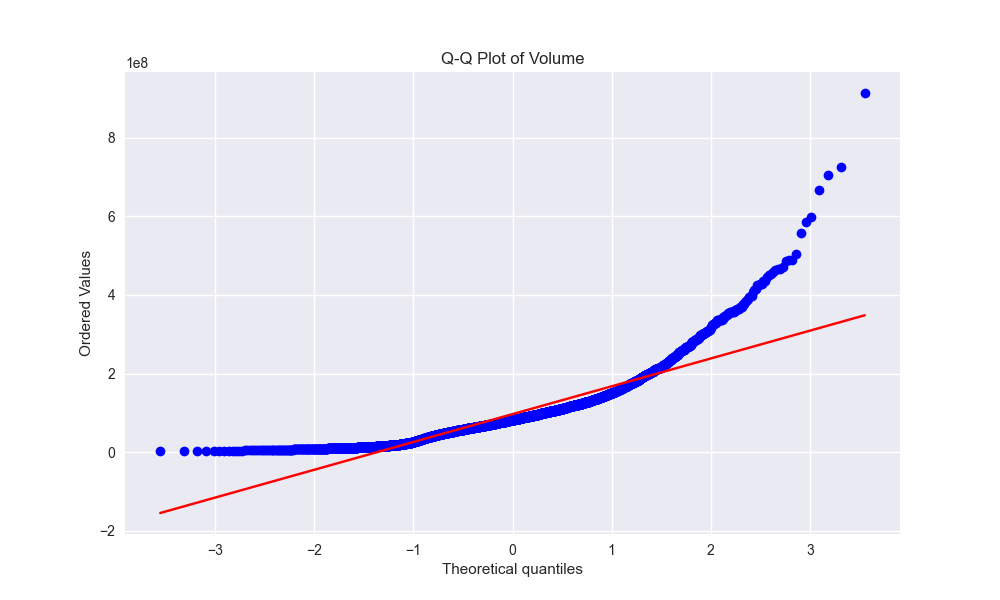 Q-Q Plot of Volume
1e8
8
6
4
2
0
−2
Ordered Values
−3 −2 −1 0 1 2 3
Theoretical quantiles